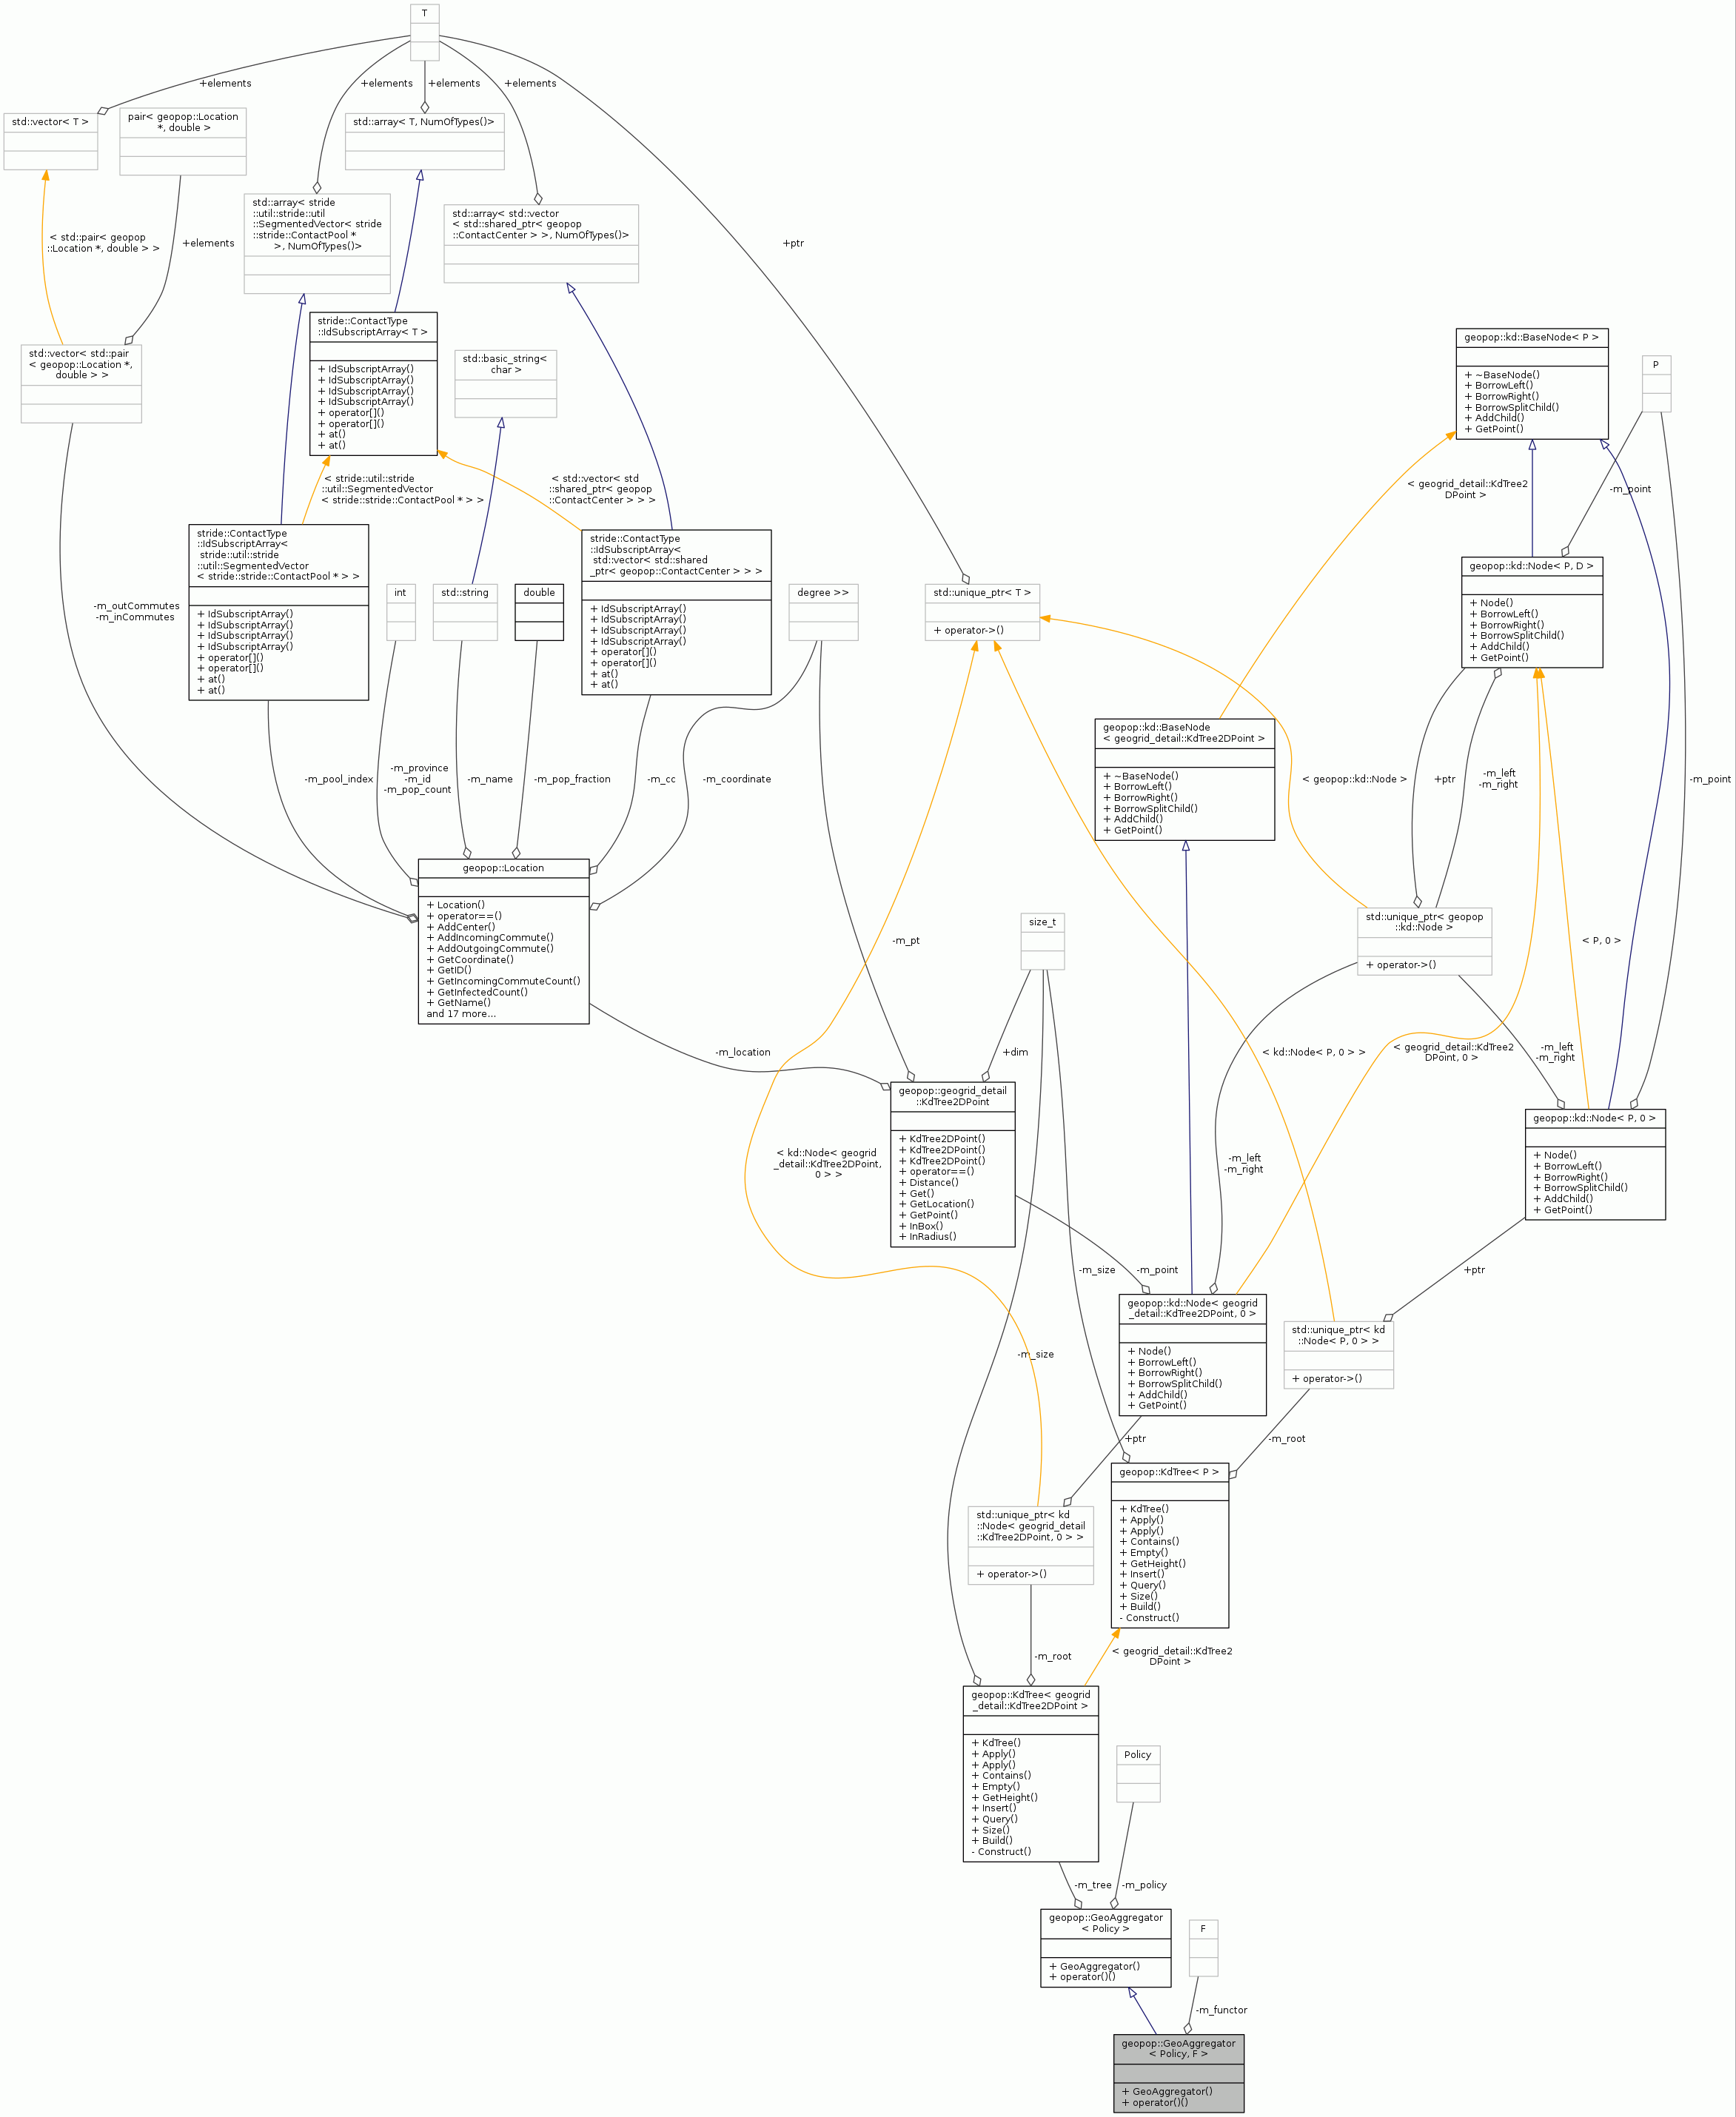 T
+elements
+elements
+elements
+elements
std::vector< T >
pair< geopop::Location
*, double >
std::array< T, NumOfTypes()>
std::array< stride
::util::stride::util
::SegmentedVector< stride
::stride::ContactPool *
>, NumOfTypes()>
std::array< std::vector
< std::shared_ptr< geopop
::ContactCenter > >, NumOfTypes()>
< std::pair< geopop
::Location *, double > >
+elements
+ptr
stride::ContactType
::IdSubscriptArray< T >
+ IdSubscriptArray()
+ IdSubscriptArray()
+ IdSubscriptArray()
+ IdSubscriptArray()
+ operator[]()
+ operator[]()
+ at()
+ at()
std::vector< std::pair
< geopop::Location *,
double > >
std::basic_string<
char >
geopop::kd::BaseNode< P >
+ ~BaseNode()
+ BorrowLeft()
+ BorrowRight()
+ BorrowSplitChild()
+ AddChild()
+ GetPoint()
P
< stride::util::stride
::util::SegmentedVector
< stride::stride::ContactPool * > >
< std::vector< std
::shared_ptr< geopop
::ContactCenter > > >
< geogrid_detail::KdTree2
DPoint >
-m_point
stride::ContactType
::IdSubscriptArray<
stride::util::stride
::util::SegmentedVector
< stride::stride::ContactPool * > >
+ IdSubscriptArray()
+ IdSubscriptArray()
+ IdSubscriptArray()
+ IdSubscriptArray()
+ operator[]()
+ operator[]()
+ at()
+ at()
stride::ContactType
::IdSubscriptArray<
std::vector< std::shared
_ptr< geopop::ContactCenter > > >
+ IdSubscriptArray()
+ IdSubscriptArray()
+ IdSubscriptArray()
+ IdSubscriptArray()
+ operator[]()
+ operator[]()
+ at()
+ at()
geopop::kd::Node< P, D >
+ Node()
+ BorrowLeft()
+ BorrowRight()
+ BorrowSplitChild()
+ AddChild()
+ GetPoint()
-m_outCommutes
-m_inCommutes
int
std::string
double
degree >>
std::unique_ptr< T >
+ operator->()
geopop::kd::BaseNode
< geogrid_detail::KdTree2DPoint >
+ ~BaseNode()
+ BorrowLeft()
+ BorrowRight()
+ BorrowSplitChild()
+ AddChild()
+ GetPoint()
-m_pool_index
-m_province
-m_id
-m_pop_count
-m_name
-m_pop_fraction
-m_cc
-m_coordinate
< geopop::kd::Node >
+ptr
-m_left
-m_right
-m_point
geopop::Location
+ Location()
+ operator==()
+ AddCenter()
+ AddIncomingCommute()
+ AddOutgoingCommute()
+ GetCoordinate()
+ GetID()
+ GetIncomingCommuteCount()
+ GetInfectedCount()
+ GetName()
and 17 more...
-m_pt
size_t
std::unique_ptr< geopop
::kd::Node >
+ operator->()
< P, 0 >
-m_location
+dim
< kd::Node< P, 0 > >
< geogrid_detail::KdTree2
DPoint, 0 >
-m_left
-m_right
geopop::geogrid_detail
::KdTree2DPoint
+ KdTree2DPoint()
+ KdTree2DPoint()
+ KdTree2DPoint()
+ operator==()
+ Distance()
+ Get()
+ GetLocation()
+ GetPoint()
+ InBox()
+ InRadius()
geopop::kd::Node< P, 0 >
+ Node()
+ BorrowLeft()
+ BorrowRight()
+ BorrowSplitChild()
+ AddChild()
+ GetPoint()
< kd::Node< geogrid
_detail::KdTree2DPoint,
0 > >
-m_left
-m_right
-m_size
-m_point
+ptr
geopop::kd::Node< geogrid
_detail::KdTree2DPoint, 0 >
+ Node()
+ BorrowLeft()
+ BorrowRight()
+ BorrowSplitChild()
+ AddChild()
+ GetPoint()
std::unique_ptr< kd
::Node< P, 0 > >
+ operator->()
-m_size
+ptr
-m_root
geopop::KdTree< P >
+ KdTree()
+ Apply()
+ Apply()
+ Contains()
+ Empty()
+ GetHeight()
+ Insert()
+ Query()
+ Size()
+ Build()
- Construct()
std::unique_ptr< kd
::Node< geogrid_detail
::KdTree2DPoint, 0 > >
+ operator->()
-m_root
< geogrid_detail::KdTree2
DPoint >
geopop::KdTree< geogrid
_detail::KdTree2DPoint >
+ KdTree()
+ Apply()
+ Apply()
+ Contains()
+ Empty()
+ GetHeight()
+ Insert()
+ Query()
+ Size()
+ Build()
- Construct()
Policy
-m_tree
-m_policy
geopop::GeoAggregator
< Policy >
+ GeoAggregator()
+ operator()()
F
-m_functor
geopop::GeoAggregator
< Policy, F >
+ GeoAggregator()
+ operator()()